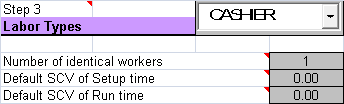 Step 3
CASHIER
Labor Types
Number of identical workers 1
Default SCV of Setup time 0.00
Default SCV of Run time 0.00